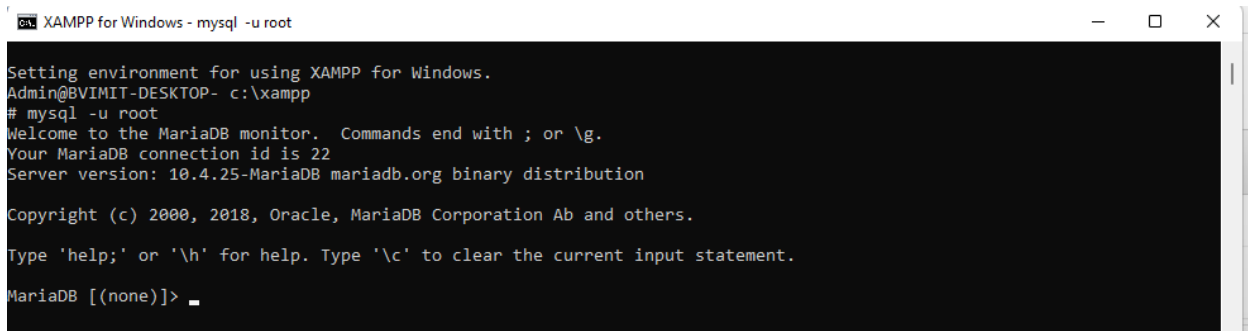 XAMPP for Windows - mysql -u root
Setting environment for using XAMPP for Windows.
Admin@BVIMIT-DESKTOP- c:\xampp
# mysql -u root
Welcome to the MariaDB monitor.  Commands end with ; or \g.
Your MariaDB connection id is 22
Server version: 10.4.25-MariaDB mariadb.org binary distribution
Copyright (c) 2000, 2018, Oracle, MariaDB Corporation Ab and others.
Type 'help;' or '\h' for help. Type '\c' to clear the current input statement.
MariaDB [(none)]> _